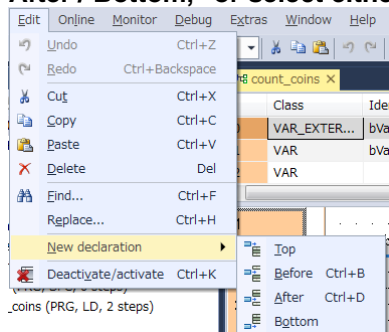 After / Bottom, or select eithe
Edit Online Monitor Debug Extras Window Help
Undo Ctrl+Z
Redo Ctrl+Backspace
count_coins ×
Cut Ctrl+X
Class Ide
Copy Ctrl+C
VAR_EXTER... bVa
Paste Ctrl+V
VAR bVa
Delete Del
VAR
Find... Ctrl+F
Replace... Ctrl+H
New declaration
Top
Deactivate/activate Ctrl+K
Before Ctrl+B
After Ctrl+D
_coins (PRG, LD, 2 steps)
Bottom